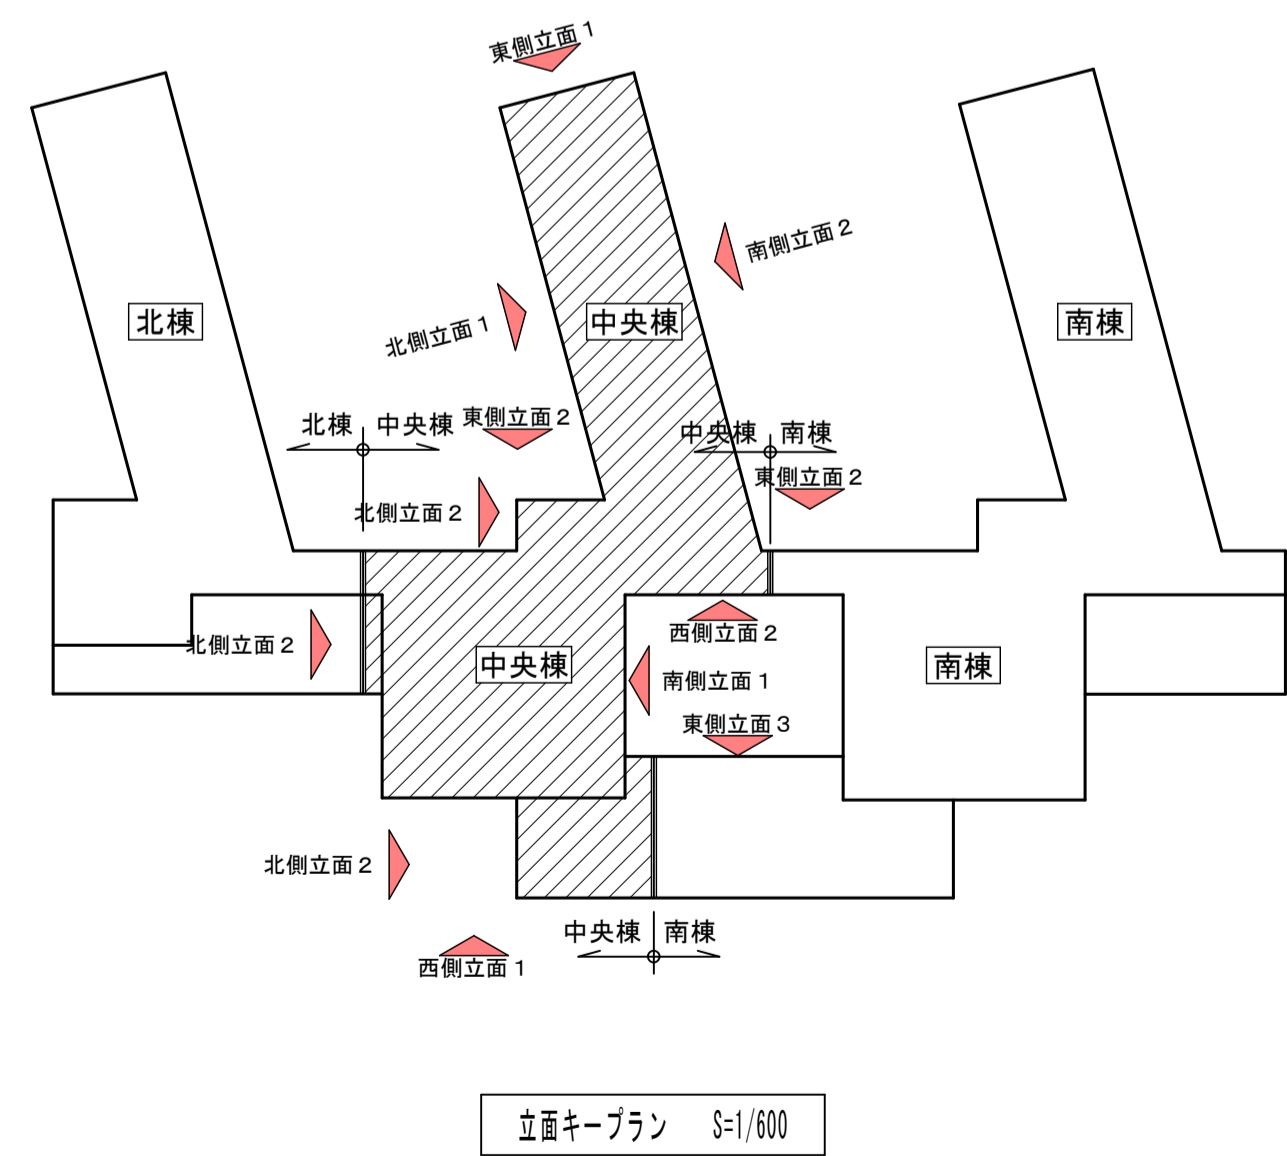 東側立面１
南側立面２
北棟
中央棟
南棟
北側立面１
北棟
中央棟
東側立面２
中央棟
南棟
東側立面２
北側立面２
西側立面２
北側立面２
中央棟
南側立面１
南棟
東側立面３
北側立面２
中央棟
南棟
西側立面１
立面キープラン S=1/600